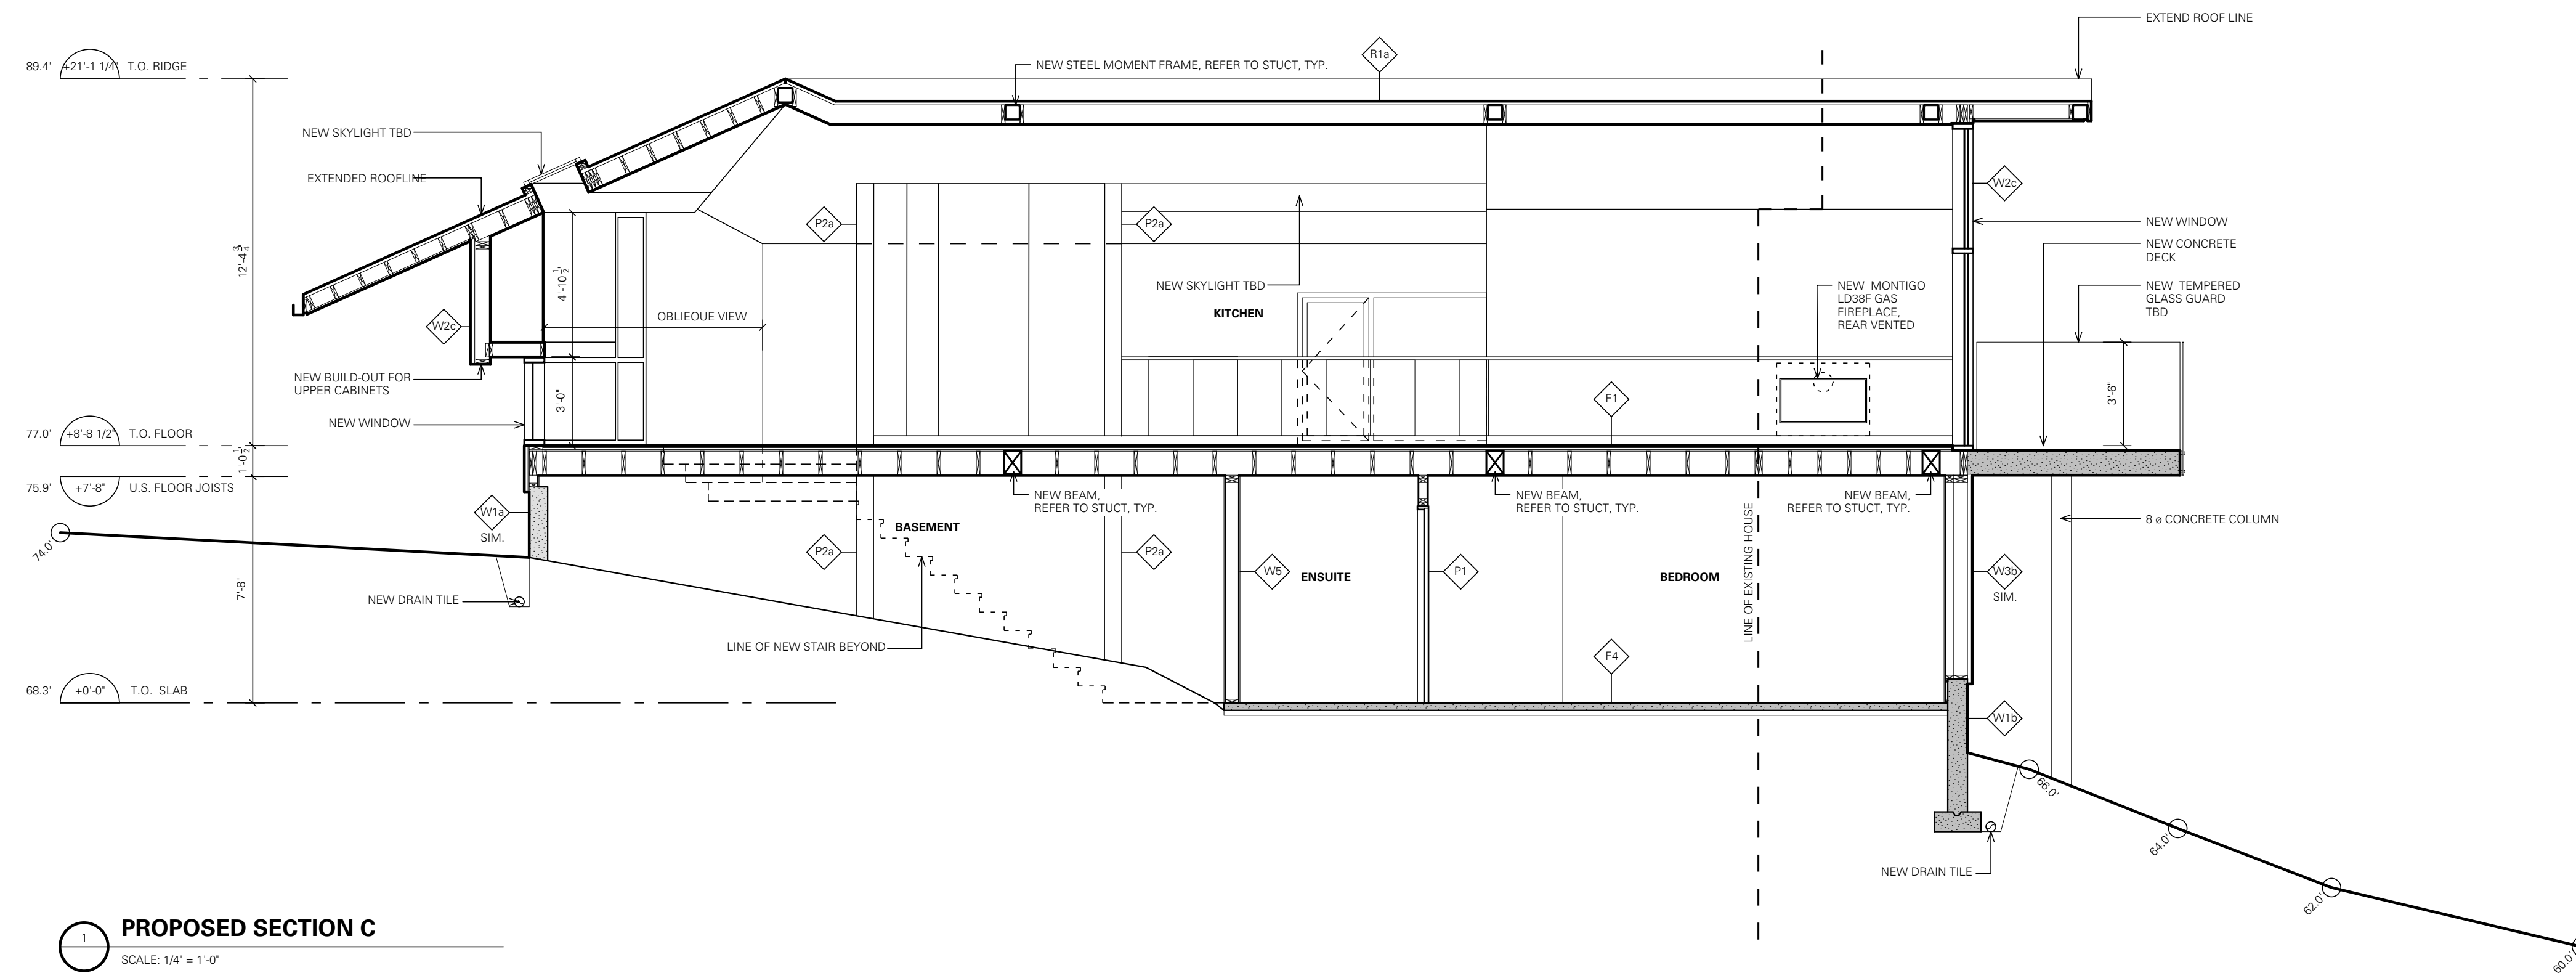 EXTEND ROOF LINE
89.4' +21'-1 1/4" T.O. RIDGE
NEW STEEL MOMENT FRAME, REFER TO STUCT, TYP.
R1a
NEW SKYLIGHT TBD
EXTENDED ROOFLINE
W2c
P2a
P2a
NEW WINDOW
NEW CONCRETE
DECK
12'-4 3/4"
4'-10 1/2"
NEW SKYLIGHT TBD
NEW MONTIGO
LD38F GAS
FIREPLACE,
REAR VENTED
NEW TEMPERED
GLASS GUARD
TBD
OBLIEQUE VIEW
KITCHEN
W2c
NEW BUILD-OUT FOR
UPPER CABINETS
3'-0"
F1
3'-6"
NEW WINDOW
77.0' +8'-8 1/2" T.O. FLOOR
1'-0 1/2"
75.9' +7'-8" U.S. FLOOR JOISTS
NEW BEAM,
REFER TO STUCT, TYP.
NEW BEAM,
REFER TO STUCT, TYP.
NEW BEAM,
REFER TO STUCT, TYP.
W1a
SIM.
BASEMENT
8 ø CONCRETE COLUMN
74.0'
P2a
P2a
LINE OF EXISTING HOUSE
W5
ENSUITE
P1
BEDROOM
W3b
SIM.
7'-8"
NEW DRAIN TILE
LINE OF NEW STAIR BEYOND
F4
68.3' +0'-0" T.O. SLAB
W1b
66.0'
64.0'
NEW DRAIN TILE
62.0'
60.0'
1
PROPOSED SECTION C
SCALE: 1/4" = 1'-0"